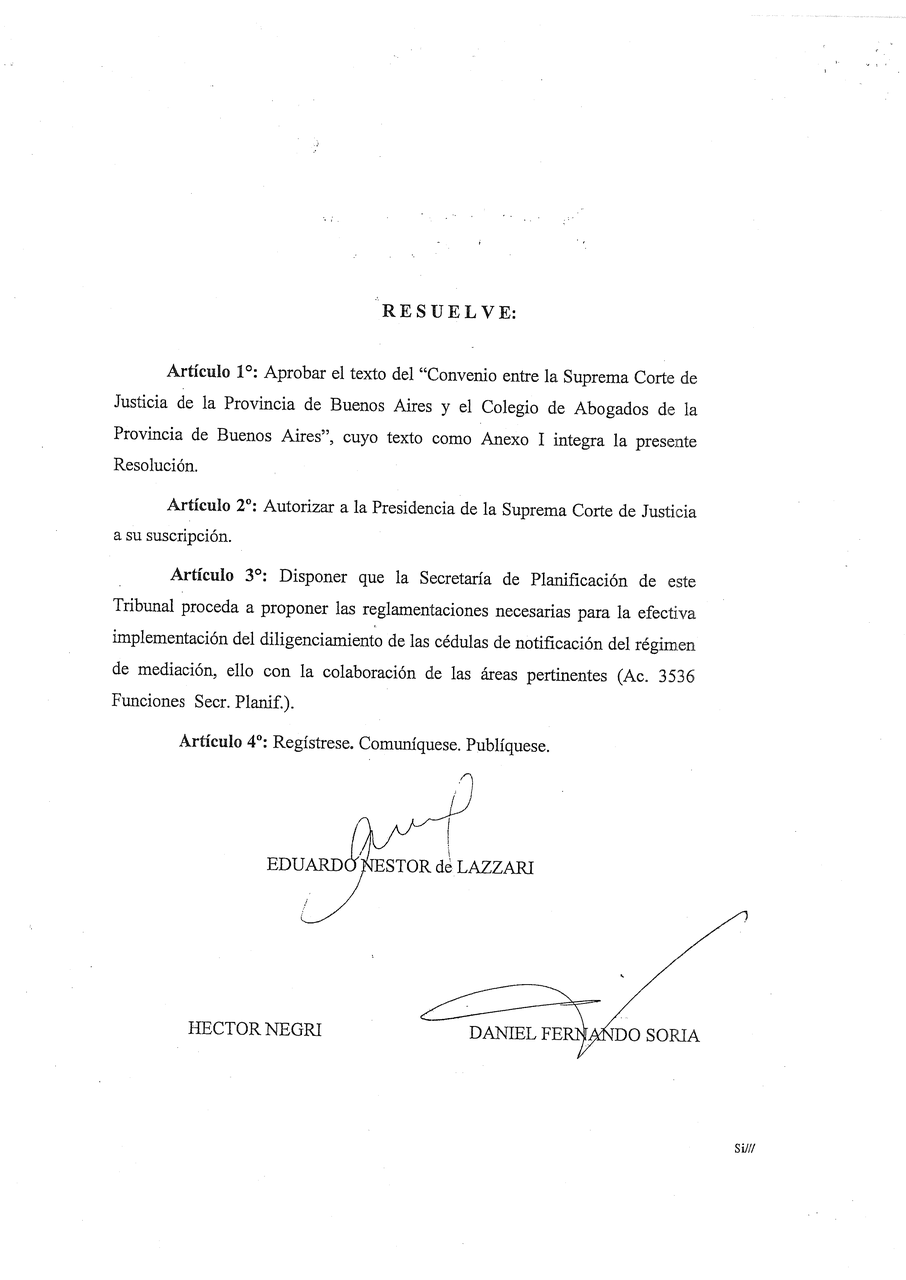 RESUELVE:
Artículo 1°: Aprobar el texto del “Convenio entre la Suprema Corte de
Justicia de la Provincia de Buenos Aires y el Colegio de Abogados de la
Provincia de Buenos Aires”, cuyo texto como Anexo I integra la presente
Resolución.
Artículo 2°: Autorizar a la Presidencia de la Suprema Corte de Justicia
a su suscripción.
Artículo 3°: Disponer que la Secretaría de Planificación de este
Tribunal proceda a proponer las reglamentaciones necesarias para la efectiva
implementación del diligenciamiento de las cédulas de notificación del régimen
de mediación, ello con la colaboración de las áreas pertinentes (Ac. 3536
Funciones Secr. Planif.).
Artículo 4°: Regístrese. Comuníquese. Publíquese.
EDUARDO NESTOR de LAZZARI
HECTOR NEGRI
DANIEL FERNANDO SORIA
Si///